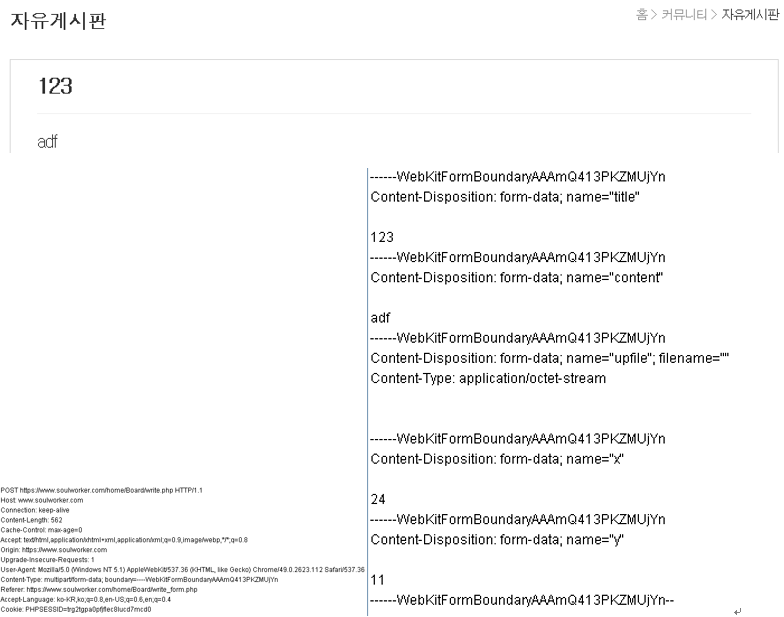 자유게시판
홈 > 커뮤니티 > 자유게시판
123
adf
------WebKitFormBoundaryAAAmQ413PKZMUjYn
Content-Disposition: form-data; name="title"
123
------WebKitFormBoundaryAAAmQ413PKZMUjYn
Content-Disposition: form-data; name="content"
adf
------WebKitFormBoundaryAAAmQ413PKZMUjYn
Content-Disposition: form-data; name="upfile"; filename=""
Content-Type: application/octet-stream
------WebKitFormBoundaryAAAmQ413PKZMUjYn
Content-Disposition: form-data; name="x"
24
------WebKitFormBoundaryAAAmQ413PKZMUjYn
Content-Disposition: form-data; name="y"
11
------WebKitFormBoundaryAAAmQ413PKZMUjYn--
POST https://www.soulworker.com/home/Board/write.php HTTP/1.1
Host: www.soulworker.com
Connection: keep-alive
Content-Length: 562
Cache-Control: max-age=0
Accept: text/html,application/xhtml+xml,application/xml;q=0.9,image/webp,*/*;q=0.8
Origin: https://www.soulworker.com
Upgrade-Insecure-Requests: 1
User-Agent: Mozilla/5.0 (Windows NT 5.1) AppleWebKit/537.36 (KHTML, like Gecko) Chrome/49.0.2623.112 Safari/537.36
Content-Type: multipart/form-data; boundary=----WebKitFormBoundaryAAAmQ413PKZMUjYn
Referer: https://www.soulworker.com/home/Board/write_form.php
Accept-Language: ko-KR,ko;q=0.8,en-US;q=0.6,en;q=0.4
Cookie: